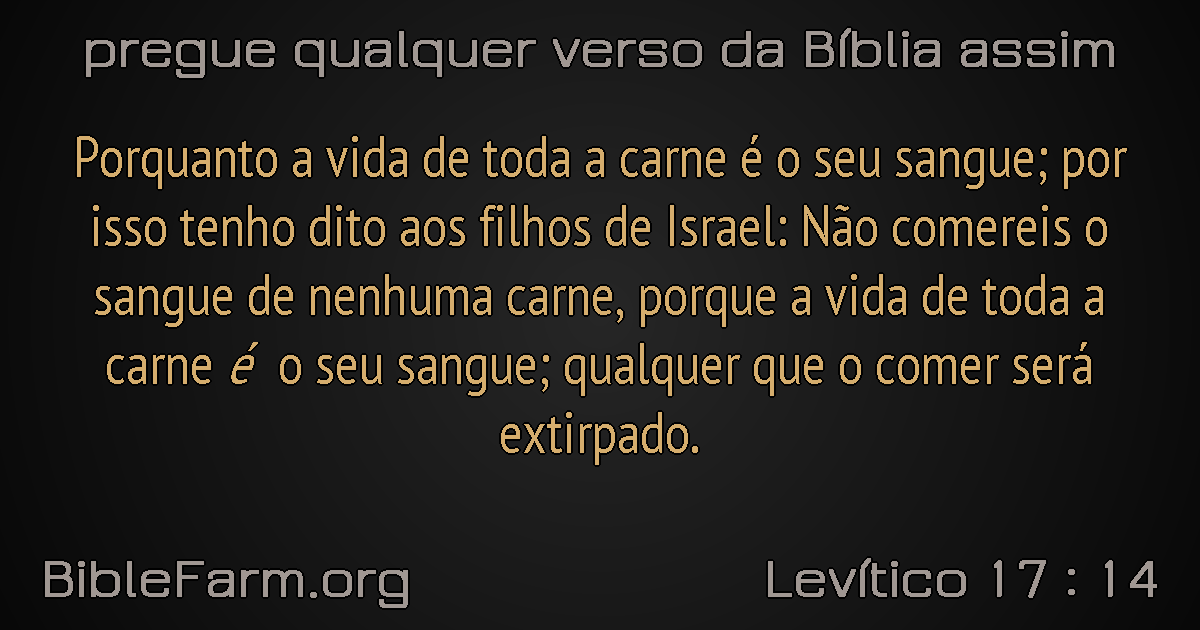 pregue qualquer verso da Bíblia assim
Porquanto a vida de toda a carne é o seu sangue; por
isso tenho dito aos filhos de Israel: Não comereis o
sangue de nenhuma carne, porque a vida de toda a
carne é o seu sangue; qualquer que o comer será
extirpado.
BibleFarm.org
Levítico 17 : 14